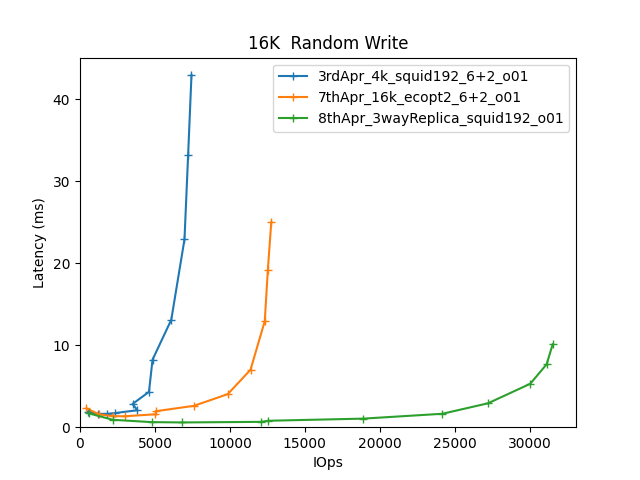 16K  Random Write
3rdApr_4k_squid192_6+2_o01
7thApr_16k_ecopt2_6+2_o01
8thApr_3wayReplica_squid192_o01
Latency (ms)
40
30
20
10
0
0 5000 10000 15000 20000 25000 30000
IOps